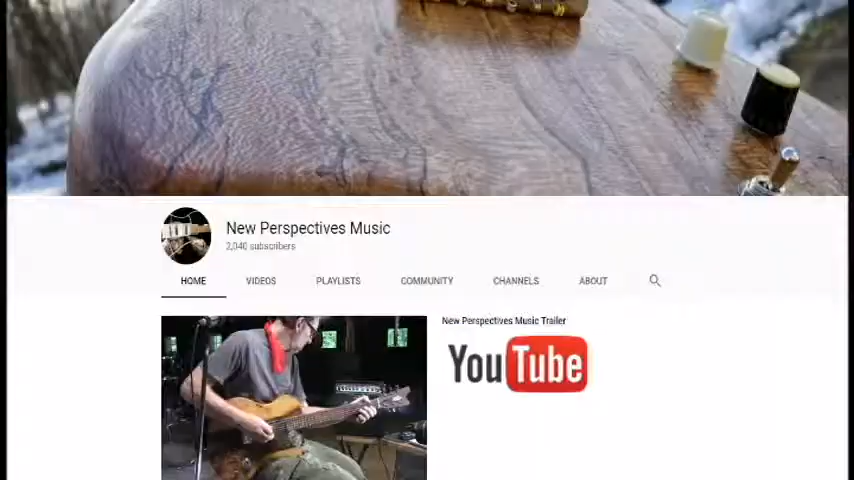 New Perspectives Music
2,040 subscribers
HOME VIDEOS PLAYLISTS COMMUNITY CHANNELS ABOUT
New Perspectives Music Trailer
YouTube